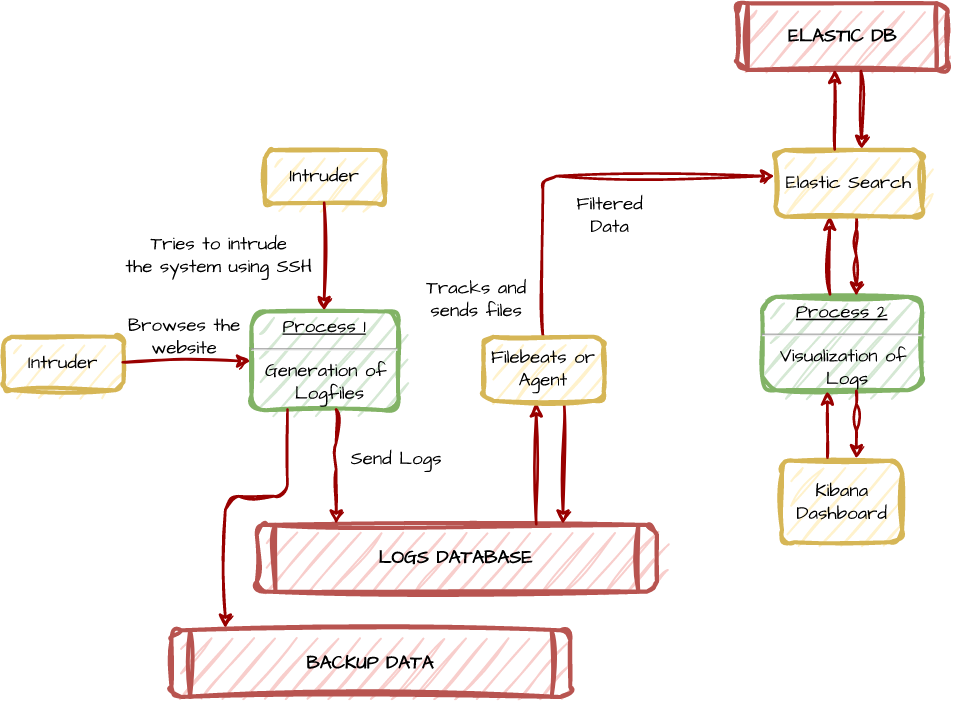 ELASTIC DB
Intruder
Elastic Search
Filtered
Data
Tries to intrude
the system using SSH
Tracks and
sends files
Browses the
website
Process 1
Generation of
Logfiles
Intruder
Filebeats or
Agent
Process 2
Visualization of
Logs
Send Logs
Kibana
Dashboard
LOGS DATABASE
BACKUP DATA